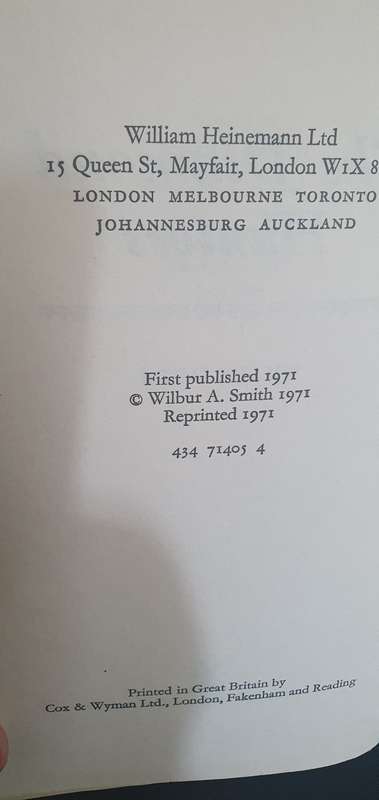 William Heinemann Ltd
15 Queen St, Mayfair, London W1X 8
LONDON MELBOURNE TORONTO
JOHANNESBURG AUCKLAND
First published 1971
© Wilbur A. Smith 1971
Reprinted 1971
434 71405 4
Printed in Great Britain by
Cox & Wyman Ltd., London, Fakenham and Reading